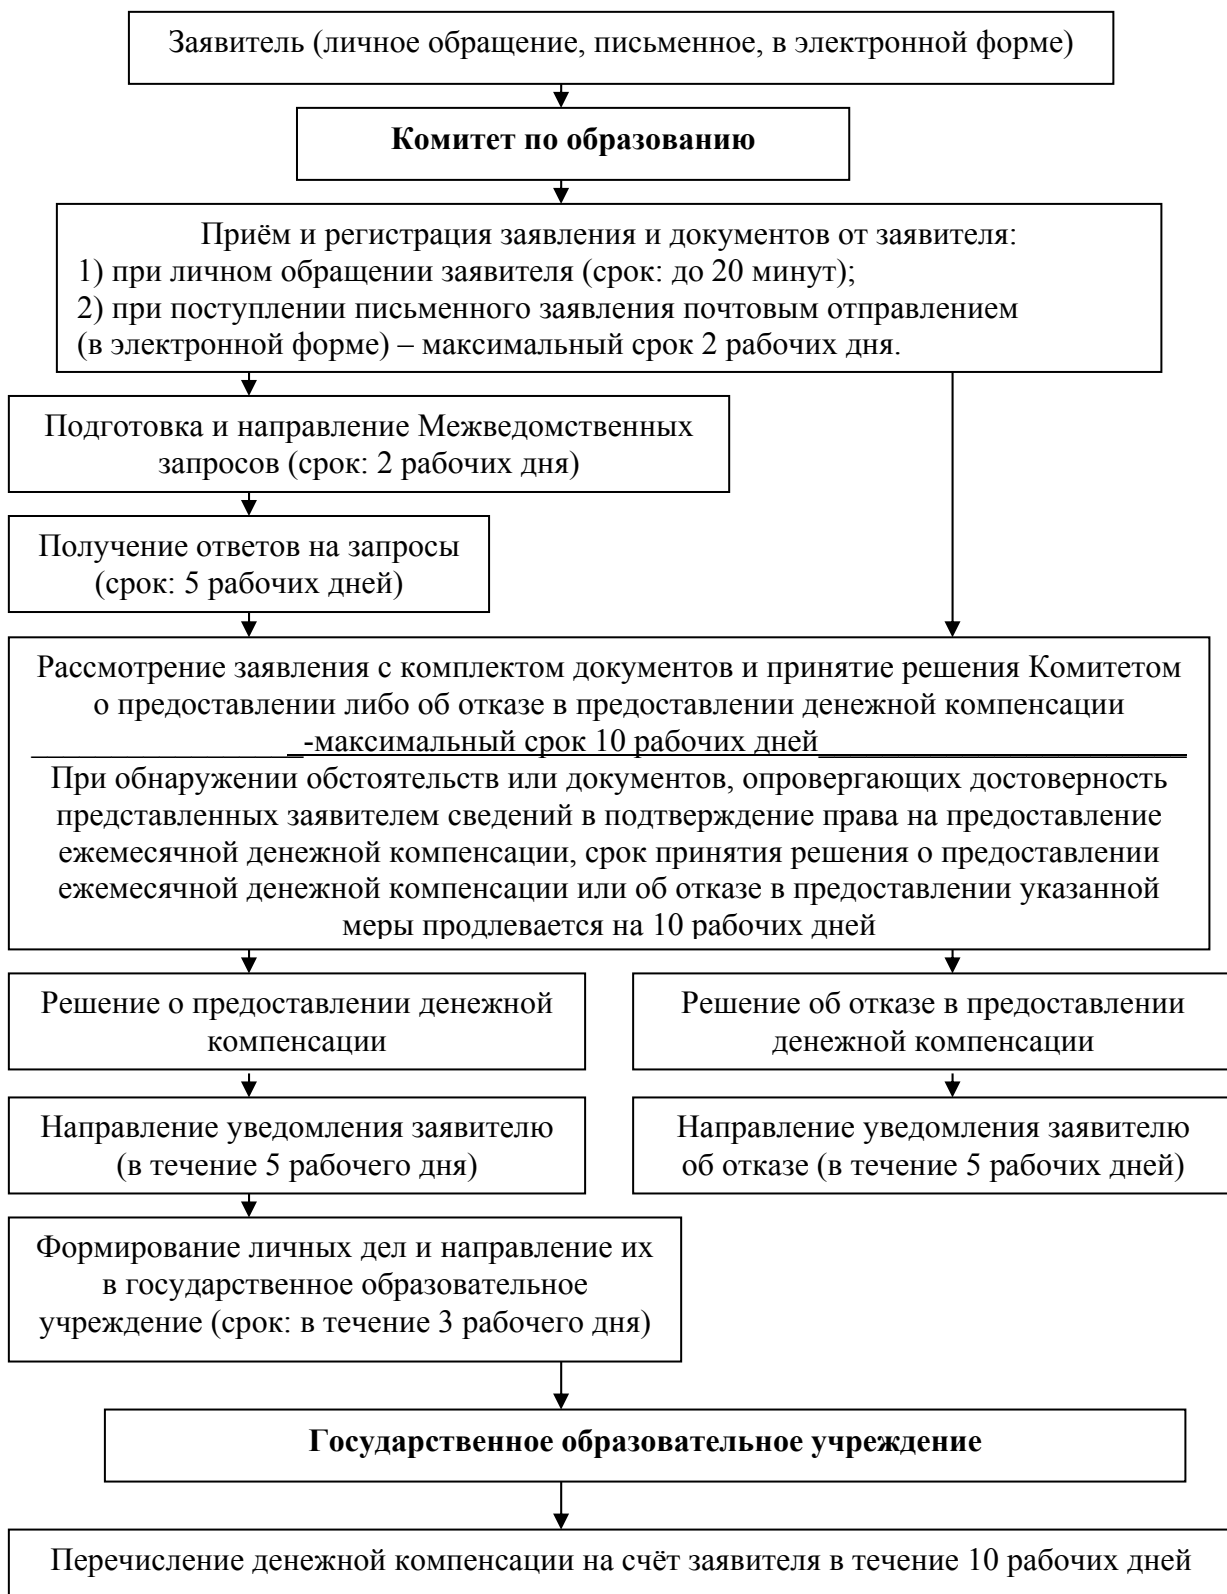 Заявитель (личное обращение, письменное, в электронной форме)
Комитет по образованию
Приём и регистрация заявления и документов от заявителя:
1) при личном обращении заявителя (срок: до 20 минут);
2) при поступлении письменного заявления почтовым отправлением
(в электронной форме) – максимальный срок 2 рабочих дня.
Подготовка и направление Межведомственных
запросов (срок: 2 рабочих дня)
Получение ответов на запросы
(срок: 5 рабочих дней)
Рассмотрение заявления с комплектом документов и принятие решения Комитетом
о предоставлении либо об отказе в предоставлении денежной компенсации
-максимальный срок 10 рабочих дней
При обнаружении обстоятельств или документов, опровергающих достоверность
представленных заявителем сведений в подтверждение права на предоставление
ежемесячной денежной компенсации, срок принятия решения о предоставлении
ежемесячной денежной компенсации или об отказе в предоставлении указанной
меры продлевается на 10 рабочих дней
Решение о предоставлении денежной
компенсации
Решение об отказе в предоставлении
денежной компенсации
Направление уведомления заявителю
(в течение 5 рабочего дня)
Направление уведомления заявителю
об отказе (в течение 5 рабочих дней)
Формирование личных дел и направление их
в государственное образовательное
учреждение (срок: в течение 3 рабочего дня)
Государственное образовательное учреждение
Перечисление денежной компенсации на счёт заявителя в течение 10 рабочих дней